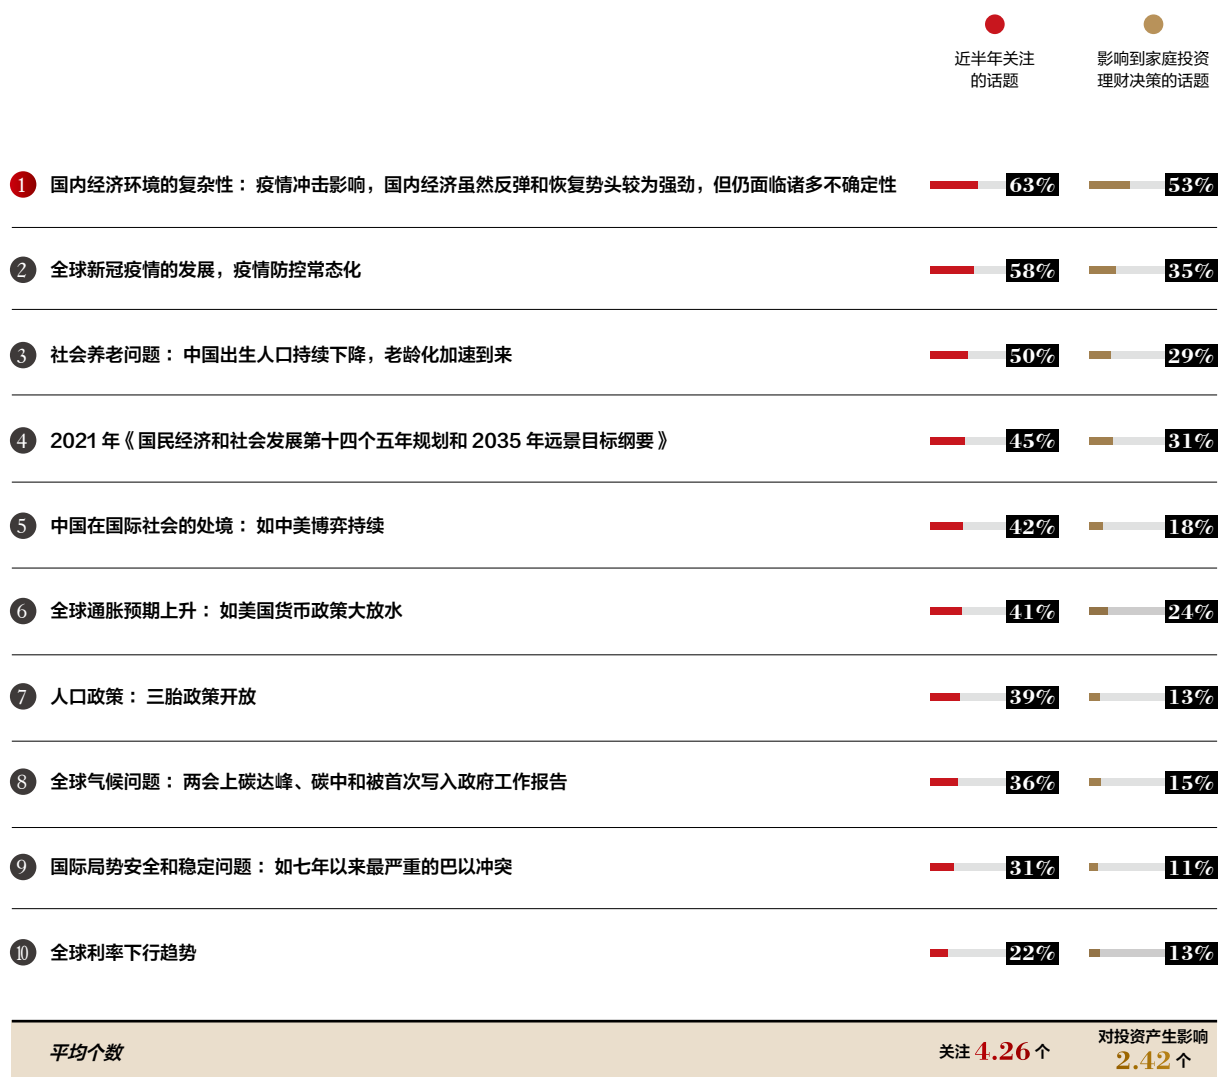 近半年关注
的话题
影响到家庭投资
理财决策的话题
1 国内经济环境的复杂性：疫情冲击影响，国内经济虽然反弹和恢复势头较为强劲，但仍面临诸多不确定性 63% 53%
2 全球新冠疫情的发展，疫情防控常态化 58% 35%
3 社会养老问题：中国出生人口持续下降，老龄化加速到来 50% 29%
4 2021 年《国民经济和社会发展第十四个五年规划和 2035 年远景目标纲要》 45% 31%
5 中国在国际社会的处境：如中美博弈持续 42% 18%
6 全球通胀预期上升：如美国货币政策大放水 41% 24%
7 人口政策：三胎政策开放 39% 13%
8 全球气候问题：两会上碳达峰、碳中和被首次写入政府工作报告 36% 15%
9 国际局势安全和稳定问题：如七年以来最严重的巴以冲突 31% 11%
10 全球利率下行趋势 22% 13%
平均个数 关注 4.26 个
对投资产生影响
2.42 个